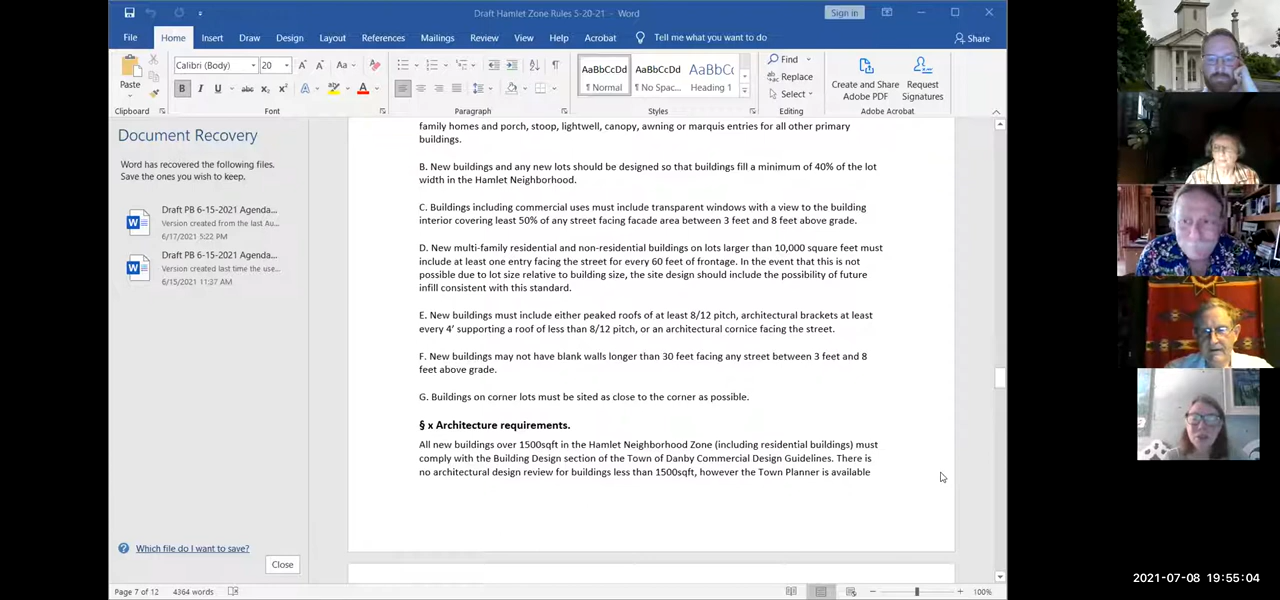 Draft Hamlet Zone Rules 5-20-21 - Word
Sign in
File Home Insert Draw Design Layout References Mailings Review View Help Acrobat Tell me what you want to do Share
Paste
Calibri (Body) 20
Aa
B I U abc x₂ x² A A
AaBbCcDd AaBbCcDd AaBbCc
¶ Normal ¶ No Spac... Heading 1
Find
Replace
Select
Create and Share Adobe PDF
Request Signatures
Clipboard Font Paragraph Styles Editing Adobe Acrobat
Document Recovery
Word has recovered the following files.
Save the ones you wish to keep.
Draft PB 6-15-2021 Agenda...
Version created from the last Au...
6/17/2021 5:22 PM
Draft PB 6-15-2021 Agenda...
Version created last time the use...
6/15/2021 11:37 AM
Which file do I want to save?
Close
family homes and porch, stoop, lightwell, canopy, awning or marquis entries for all other primary
buildings.
B. New buildings and any new lots should be designed so that buildings fill a minimum of 40% of the lot
width in the Hamlet Neighborhood.
C. Buildings including commercial uses must include transparent windows with a view to the building
interior covering least 50% of any street facing facade area between 3 feet and 8 feet above grade.
D. New multi-family residential and non-residential buildings on lots larger than 10,000 square feet must
include at least one entry facing the street for every 60 feet of frontage. In the event that this is not
possible due to lot size relative to building size, the site design should include the possibility of future
infill consistent with this standard.
E. New buildings must include either peaked roofs of at least 8/12 pitch, architectural brackets at least
every 4’ supporting a roof of less than 8/12 pitch, or an architectural cornice facing the street.
F. New buildings may not have blank walls longer than 30 feet facing any street between 3 feet and 8
feet above grade.
G. Buildings on corner lots must be sited as close to the corner as possible.
§ x Architecture requirements.
All new buildings over 1500sqft in the Hamlet Neighborhood Zone (including residential buildings) must
comply with the Building Design section of the Town of Danby Commercial Design Guidelines. There is
no architectural design review for buildings less than 1500sqft, however the Town Planner is available
Page 7 of 12 4364 words
100%
2021-07-08 19:55:04